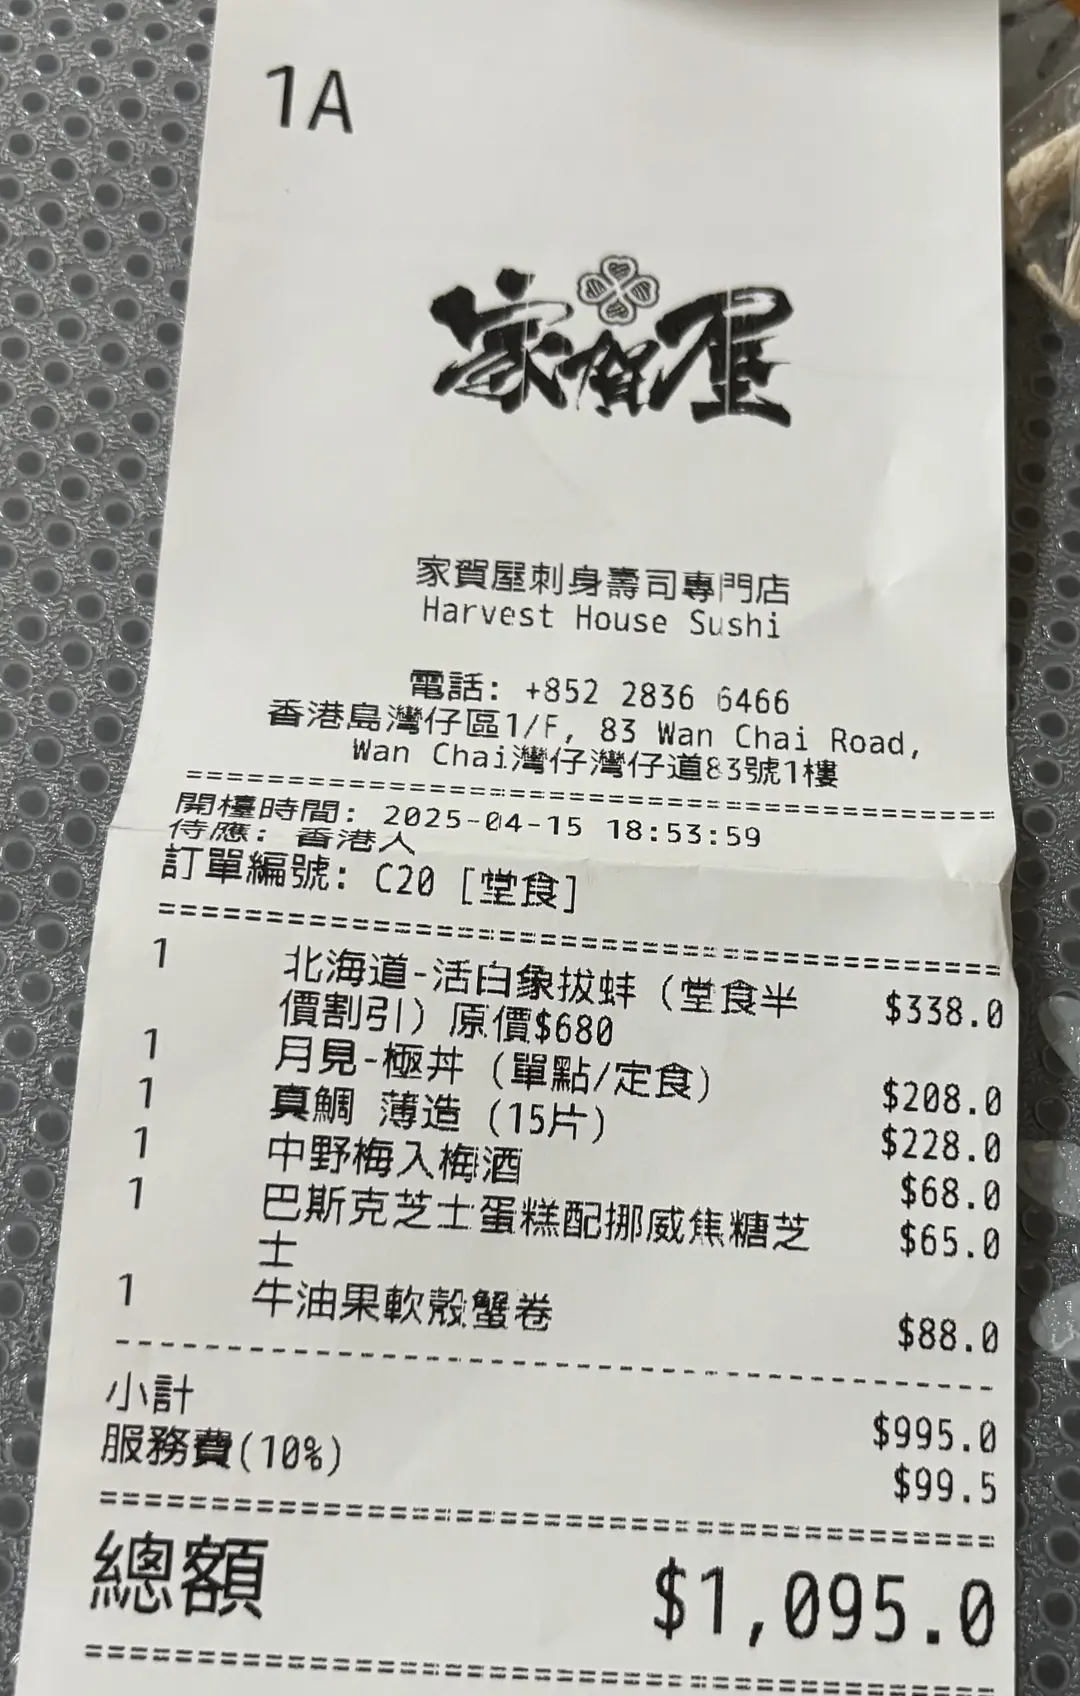 1A
家賀屋
家賀屋刺身壽司專門店
Harvest House Sushi
電話: +852 2836 6466
香港島灣仔區1/F, 83 Wan Chai Road,
Wan Chai灣仔灣仔道83號1樓
開檯時間: 2025-04-15 18:53:59
侍應: 香港人
訂單編號: C20 [堂食]
1 北海道-活白象拔蚌 (堂食半 $338.0
價割引) 原價$680
1 月見-極丼 (單點/定食) $208.0
1 真鯛 薄造 (15片) $228.0
1 中野梅入梅酒 $68.0
1 巴斯克芝士蛋糕配挪威焦糖芝 $65.0
士
1 牛油果軟殼蟹卷 $88.0
小計 $995.0
服務費(10%) $99.5
總額 $1,095.0